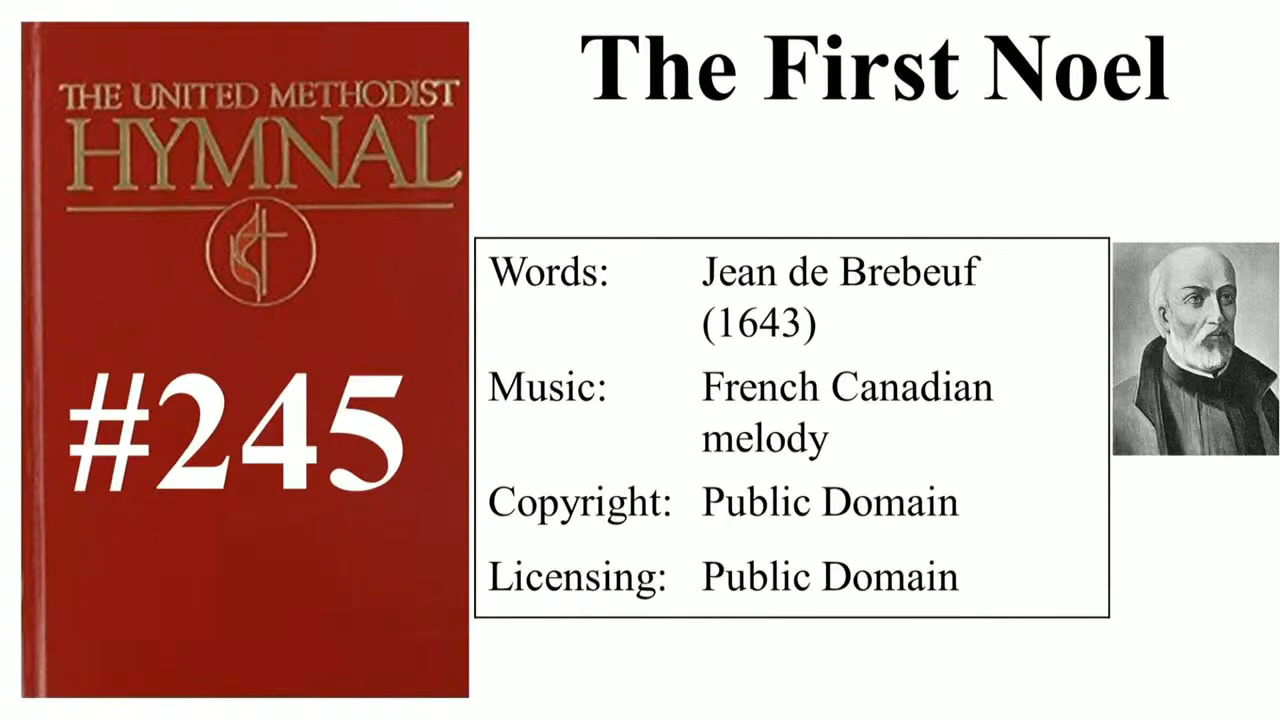 THE UNITED METHODIST
HYMNAL
#245
The First Noel
Words: Jean de Brebeuf
(1643)
Music: French Canadian
melody
Copyright: Public Domain
Licensing: Public Domain